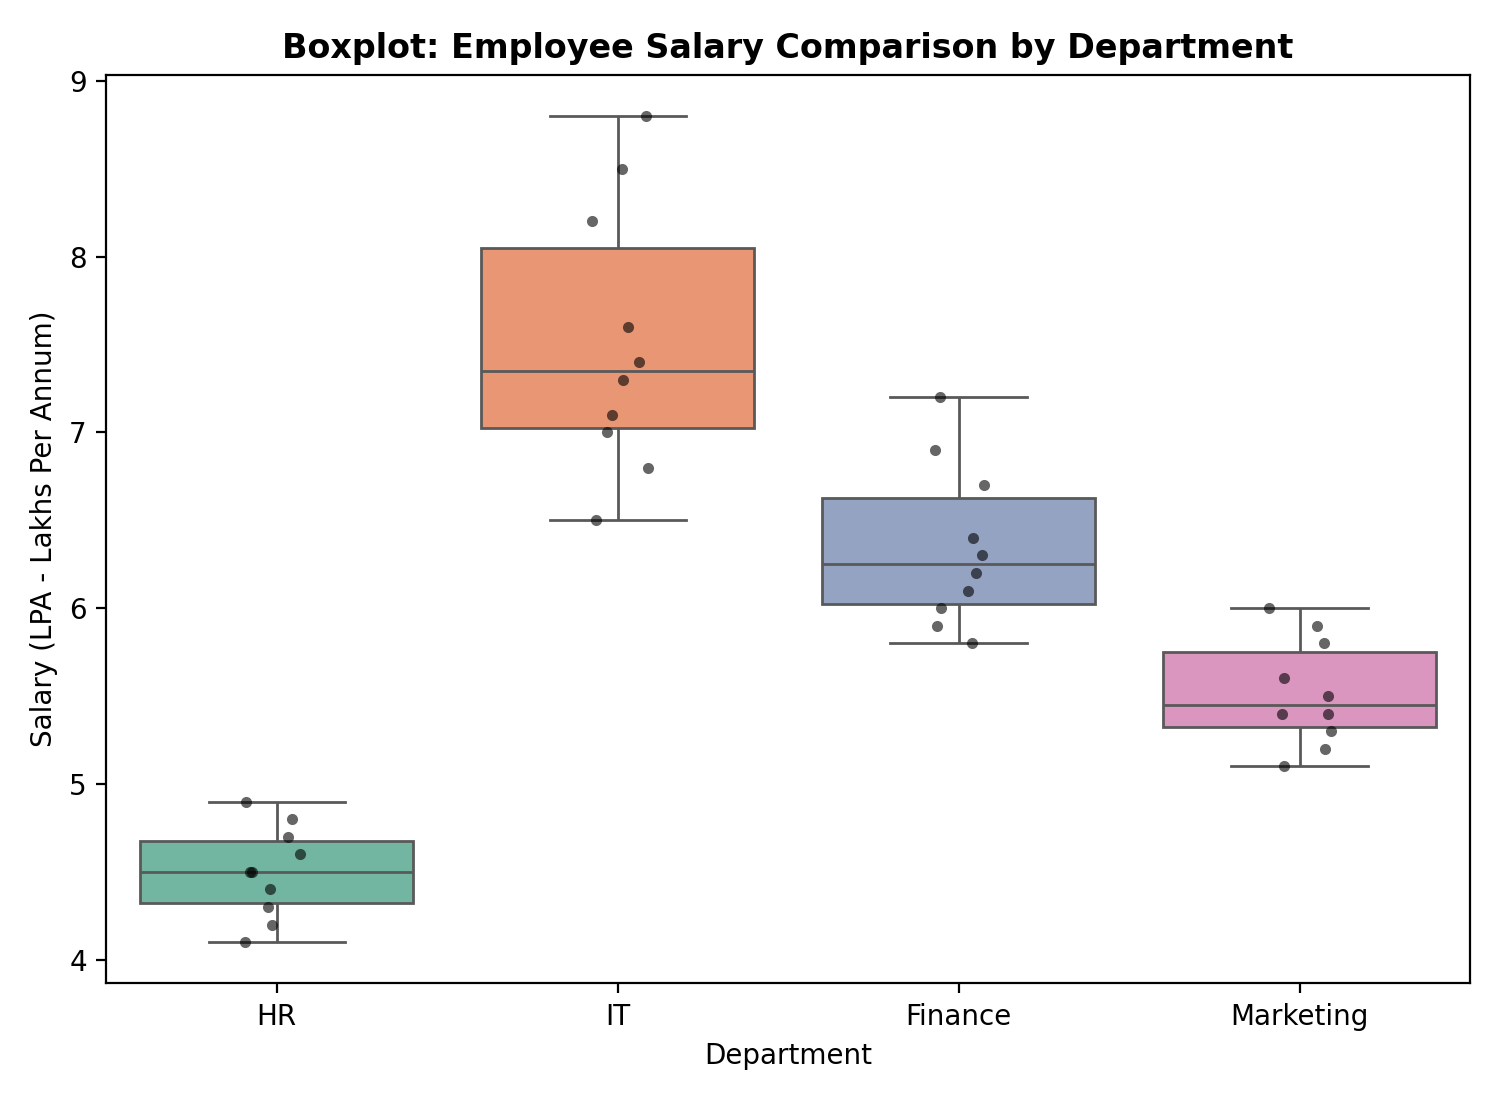 Boxplot: Employee Salary Comparison by Department
Salary (LPA - Lakhs Per Annum)
9
8
7
6
5
4
HR IT Finance Marketing
Department